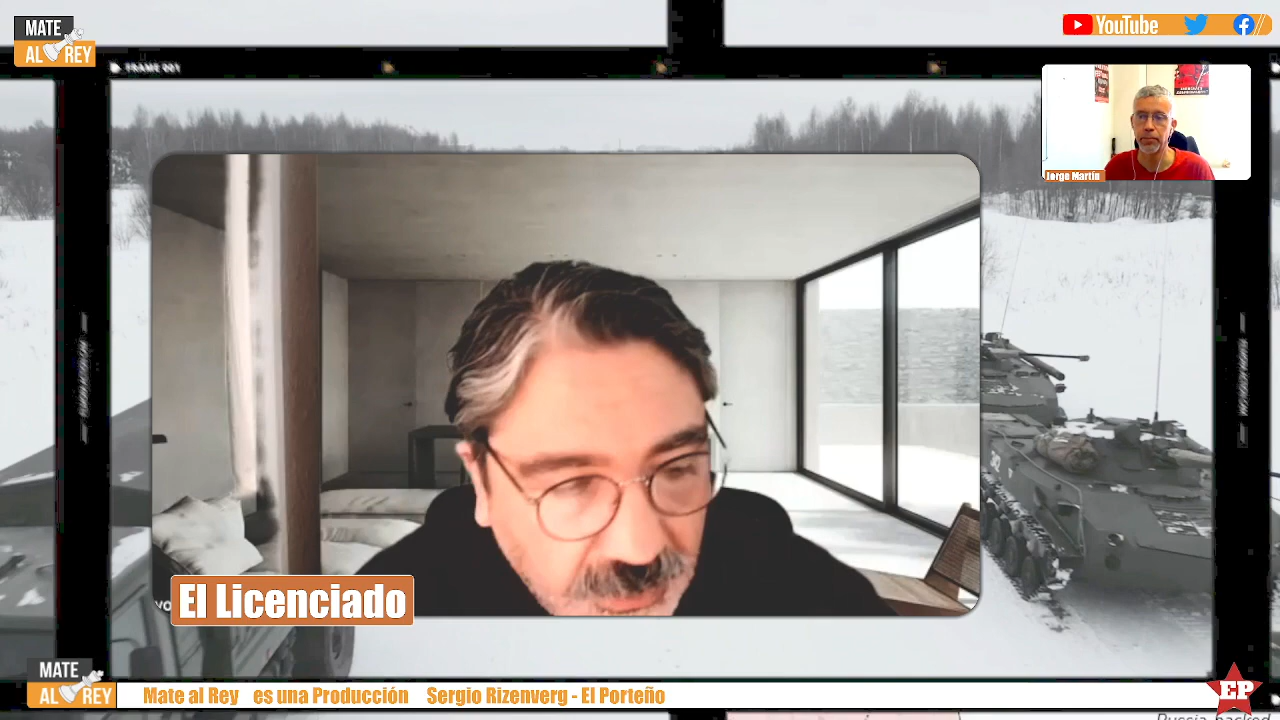 MATE
AL REY
YouTube
FRAME 001
Jorge Martín
El Licenciado
MATE
AL REY
Mate al Rey es una Producción Sergio Rizenverg - El Porteño
EP
Russia-backed